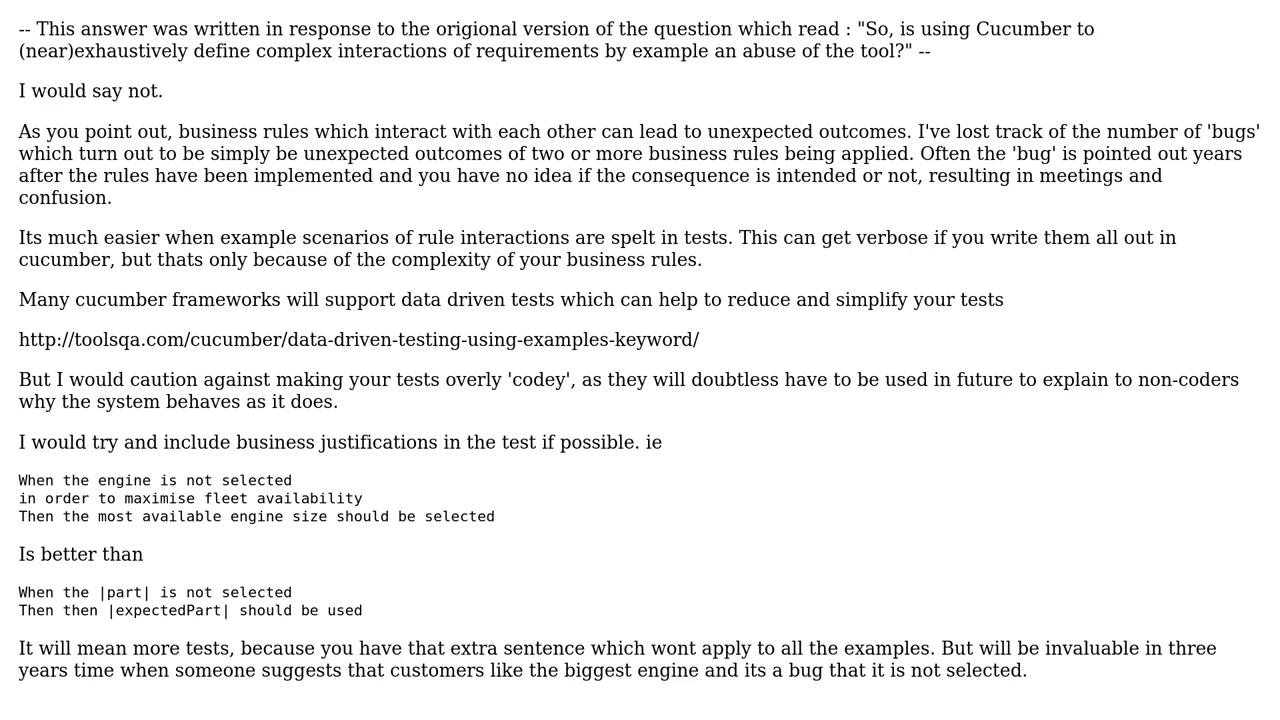 -- This answer was written in response to the origional version of the question which read : "So, is using Cucumber to
(near)exhaustively define complex interactions of requirements by example an abuse of the tool?" --
I would say not.
As you point out, business rules which interact with each other can lead to unexpected outcomes. I've lost track of the number of 'bugs'
which turn out to be simply be unexpected outcomes of two or more business rules being applied. Often the 'bug' is pointed out years
after the rules have been implemented and you have no idea if the consequence is intended or not, resulting in meetings and
confusion.
Its much easier when example scenarios of rule interactions are spelt in tests. This can get verbose if you write them all out in
cucumber, but thats only because of the complexity of your business rules.
Many cucumber frameworks will support data driven tests which can help to reduce and simplify your tests
http://toolsqa.com/cucumber/data-driven-testing-using-examples-keyword/
But I would caution against making your tests overly 'codey', as they will doubtless have to be used in future to explain to non-coders
why the system behaves as it does.
I would try and include business justifications in the test if possible. ie
When the engine is not selected
in order to maximise fleet availability
Then the most available engine size should be selected
Is better than
When the |part| is not selected
Then then |expectedPart| should be used
It will mean more tests, because you have that extra sentence which wont apply to all the examples. But will be invaluable in three
years time when someone suggests that customers like the biggest engine and its a bug that it is not selected.